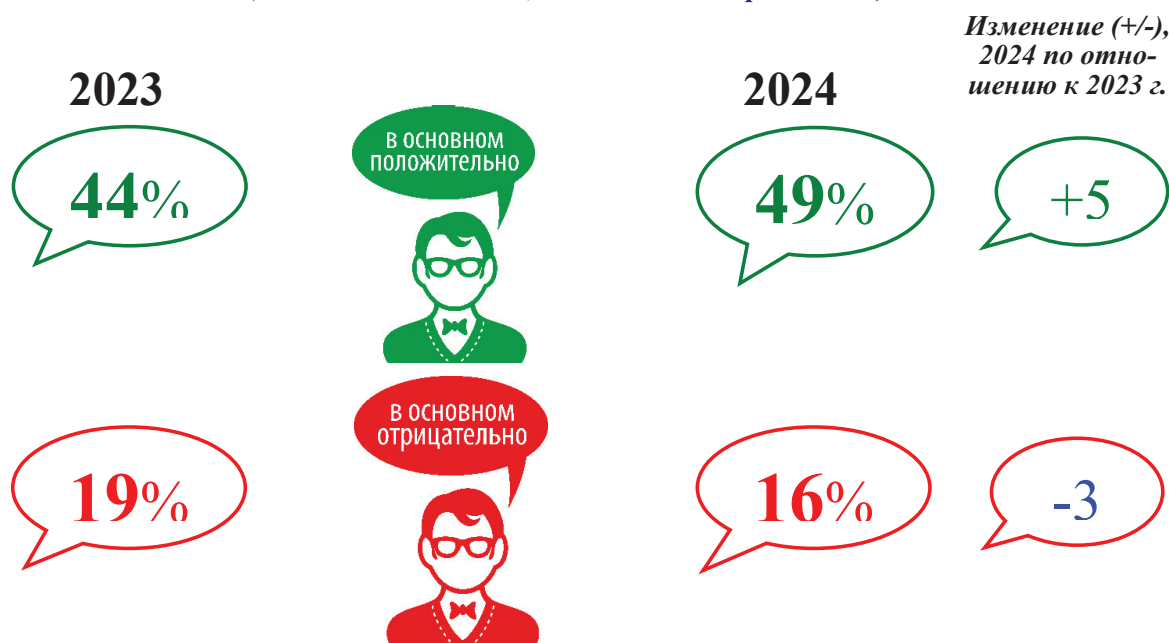 Изменение (+/-),
2024 по отно-
шению к 2023 г.
2023
2024
44%
В ОСНОВНОМ
ПОЛОЖИТЕЛЬНО
49%
+5
19%
В ОСНОВНОМ
ОТРИЦАТЕЛЬНО
16%
-3